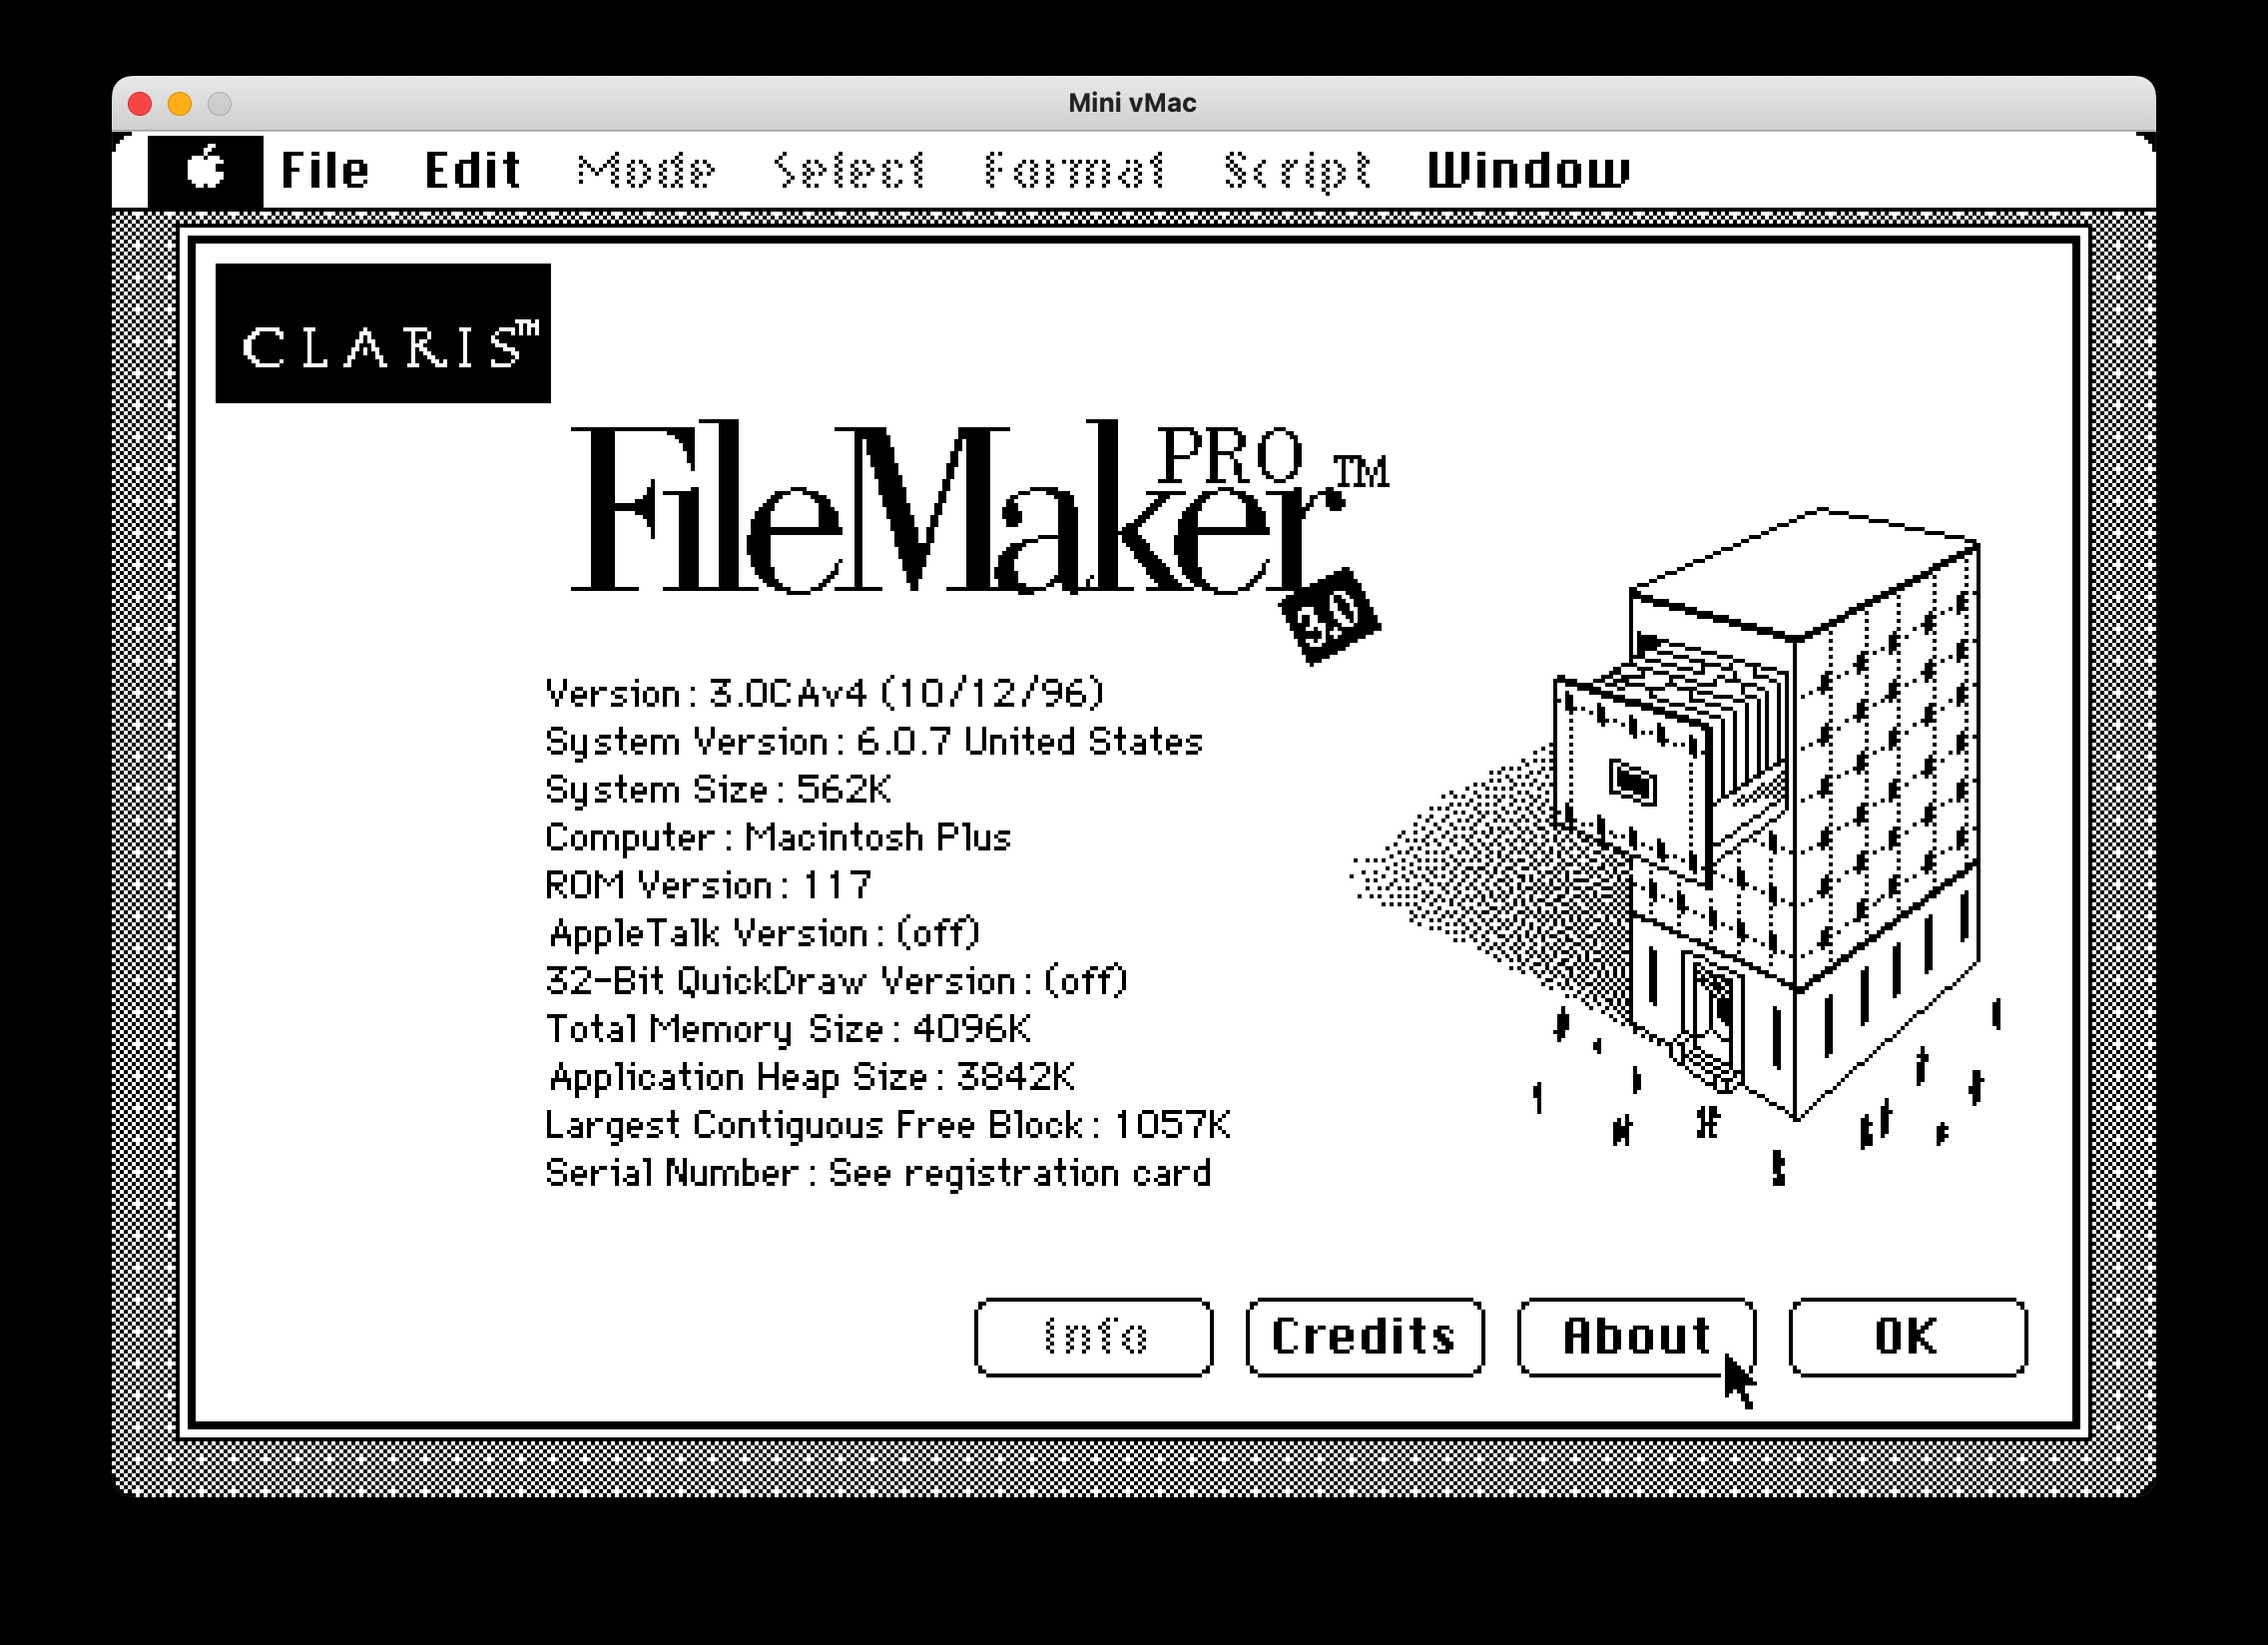 Mini vMac
File Edit Mode Select Format Script Window
CLARIS™
FileMaker PRO™
3.0
Version: 3.0CAv4 (10/12/96)
System Version: 6.0.7 United States
System Size: 562K
Computer: Macintosh Plus
ROM Version: 117
AppleTalk Version: (off)
32-Bit QuickDraw Version: (off)
Total Memory Size: 4096K
Application Heap Size: 3842K
Largest Contiguous Free Block: 1057K
Serial Number: See registration card
Info Credits About OK